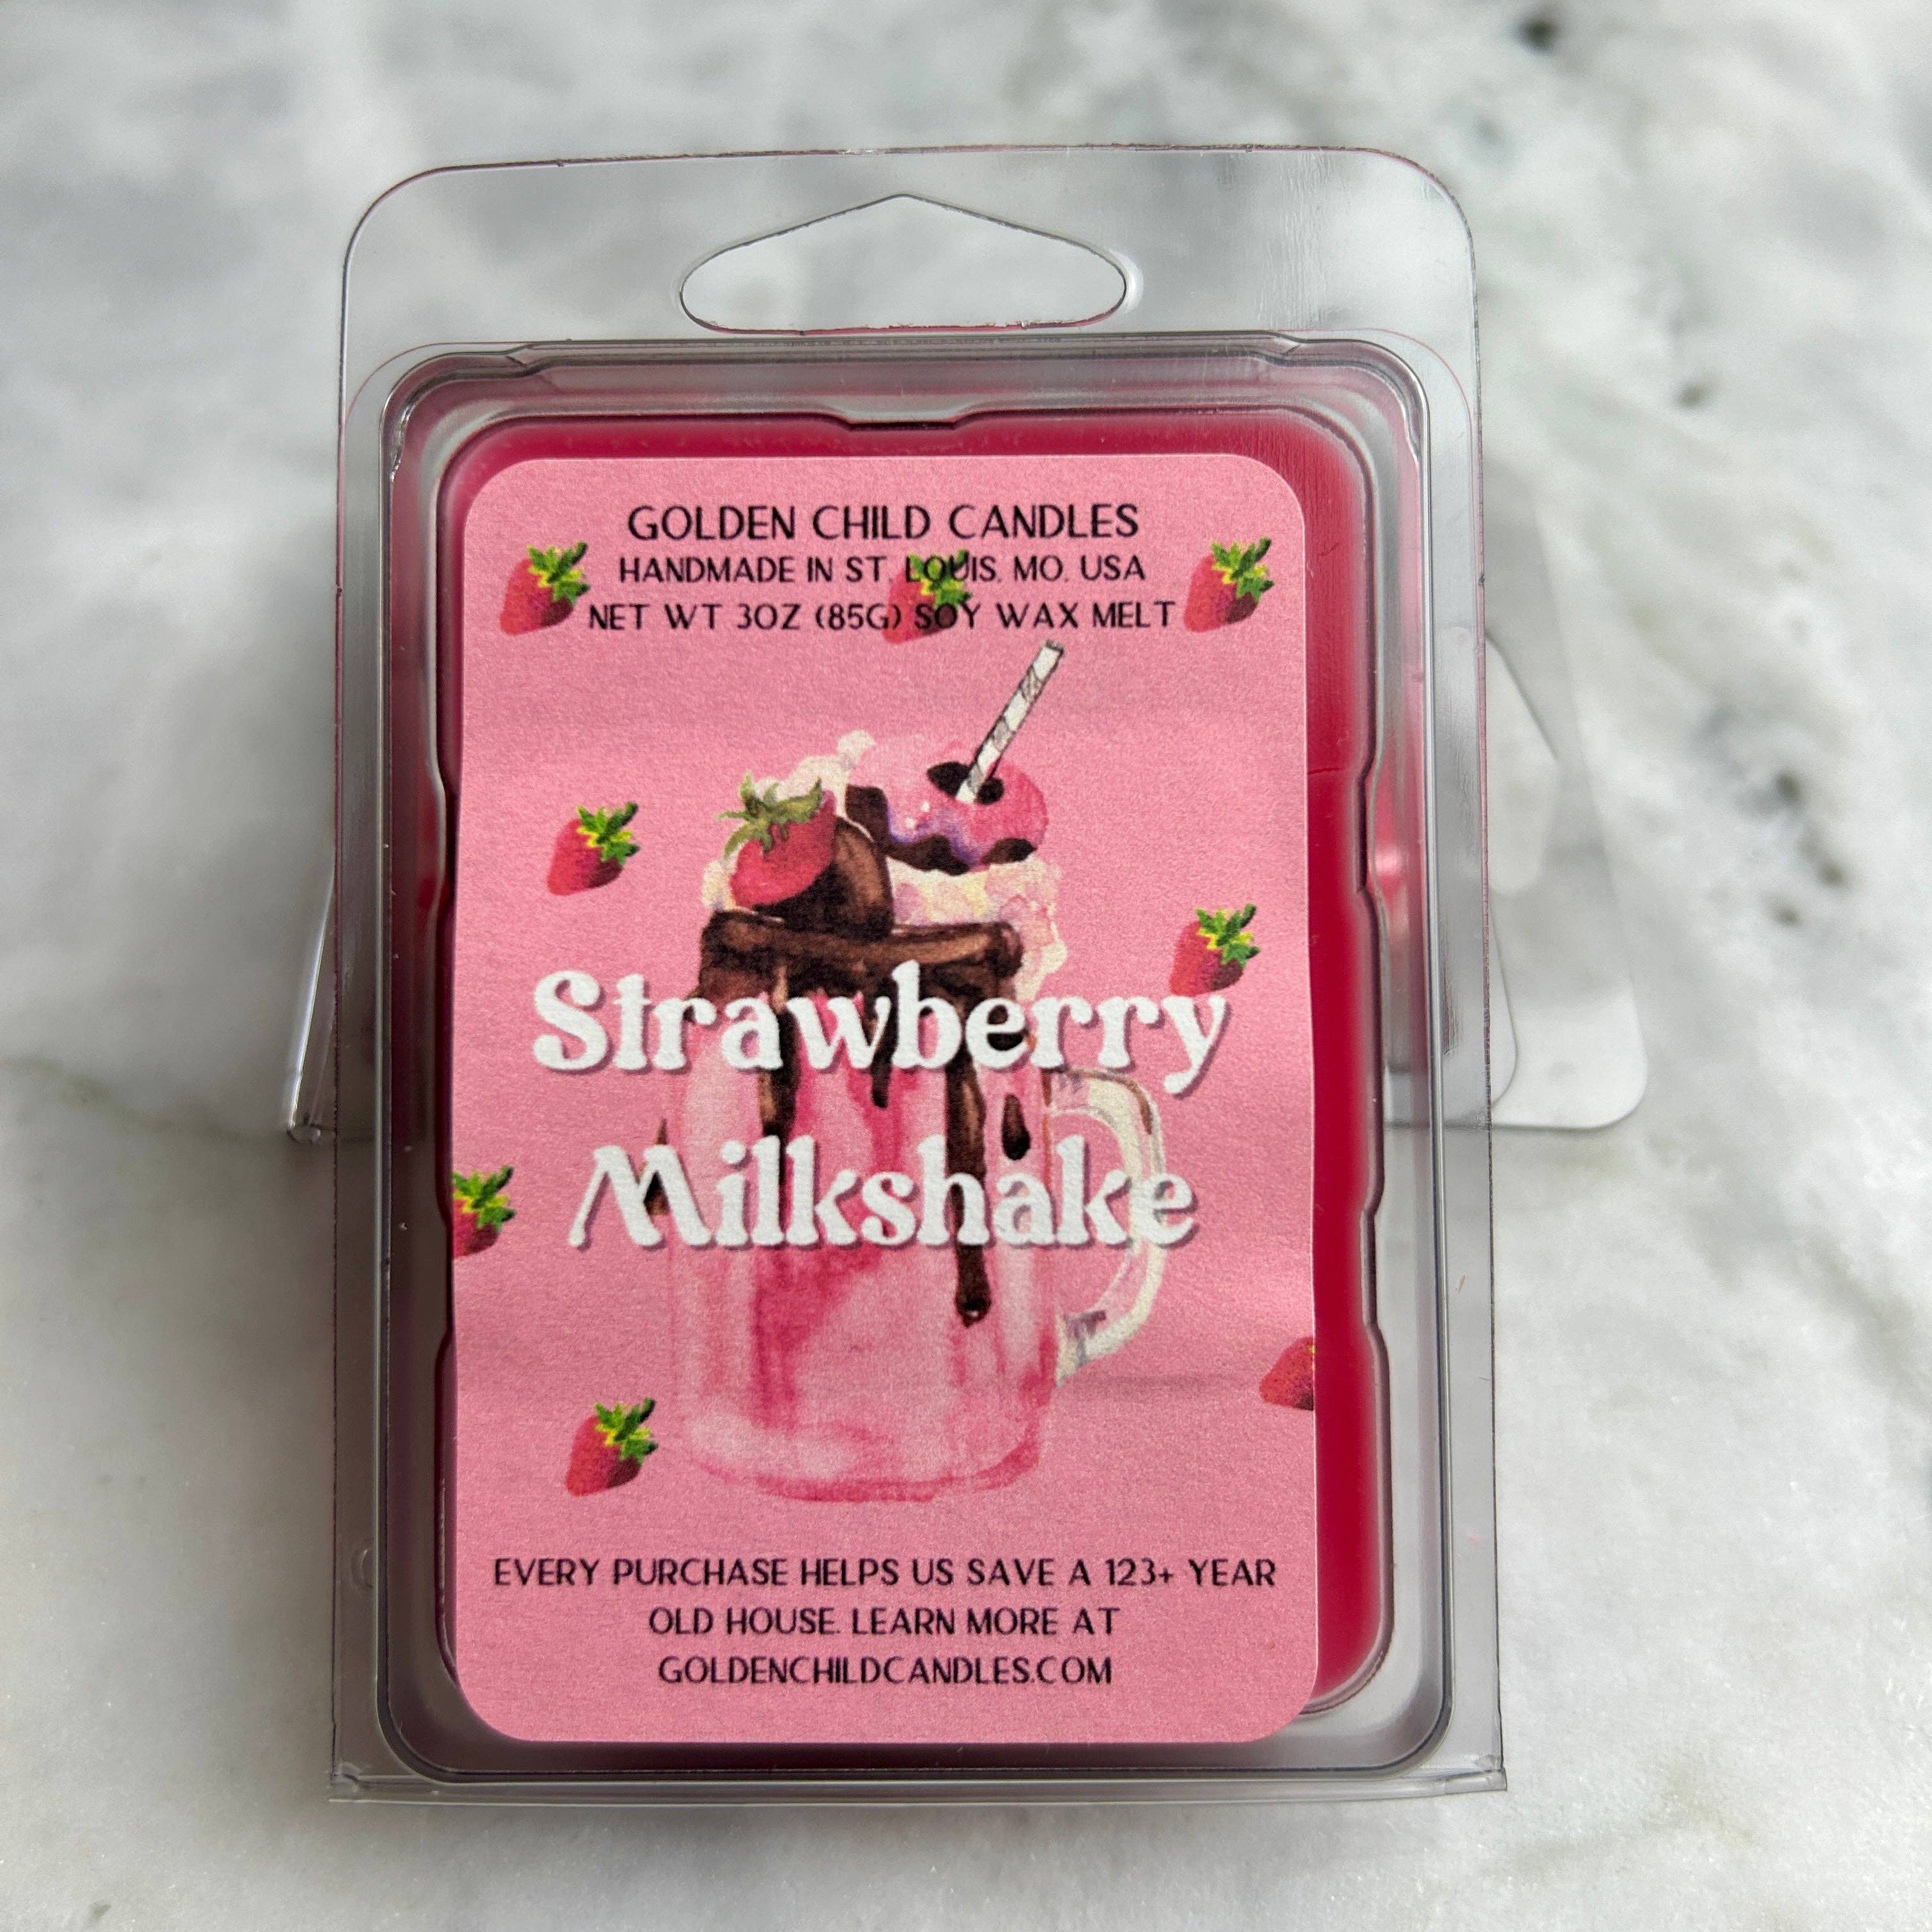 GOLDEN CHILD CANDLES
HANDMADE IN ST. LOUIS, MO, USA
NET WT 3OZ (85G) SOY WAX MELT
Strawberry
Milkshake
EVERY PURCHASE HELPS US SAVE A 123+ YEAR
OLD HOUSE. LEARN MORE AT
GOLDENCHILDCANDLES.COM